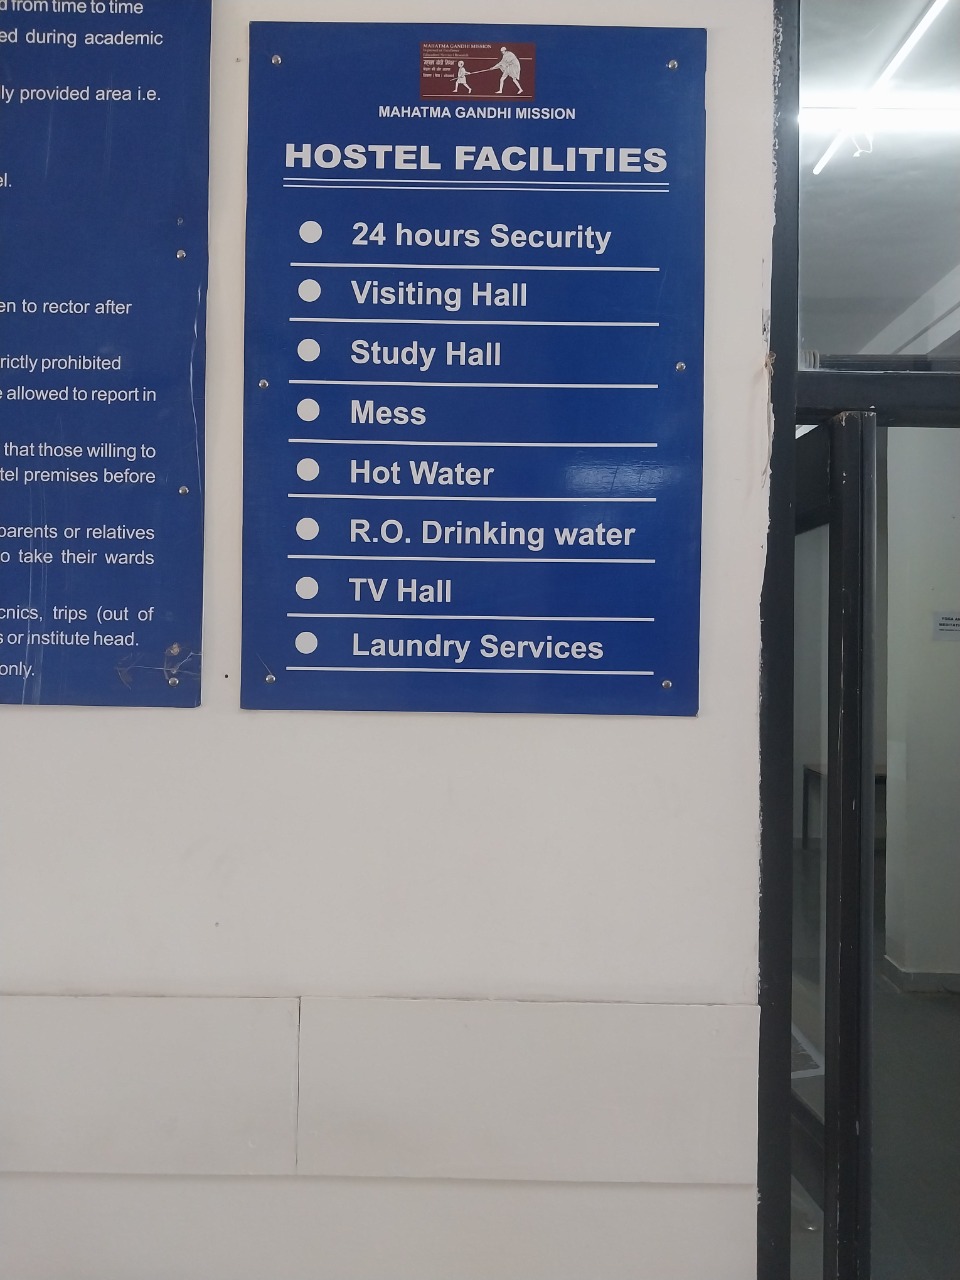 d from time to time
ed during academic
ly provided area i.e.
el.
en to rector after
rictly prohibited
e allowed to report in
that those willing to
tel premises before
parents or relatives
o take their wards
cnics, trips (out of
s or institute head.
only.
MAHATMA GANDHI MISSION
MAHATMA GANDHI MISSION
HOSTEL FACILITIES
24 hours Security
Visiting Hall
Study Hall
Mess
Hot Water
R.O. Drinking water
TV Hall
Laundry Services